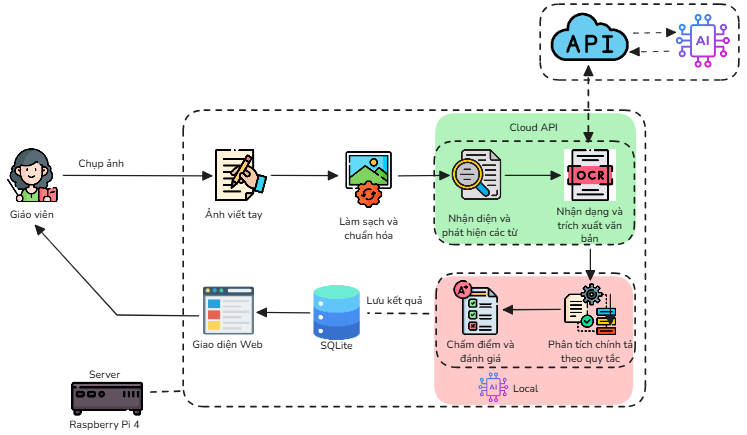 API
AI
Cloud API
Chụp ảnh
OCR
Giáo viên
Ảnh viết tay
Làm sạch và
chuẩn hóa
Nhận diện và
phát hiện các từ
Nhận dạng và
trích xuất văn
bản
A+
Lưu kết quả
Giao diện Web
SQLite
Chấm điểm và
đánh giá
Phân tích chính tả
theo quy tắc
Server
AI
Local
Raspberry Pi 4